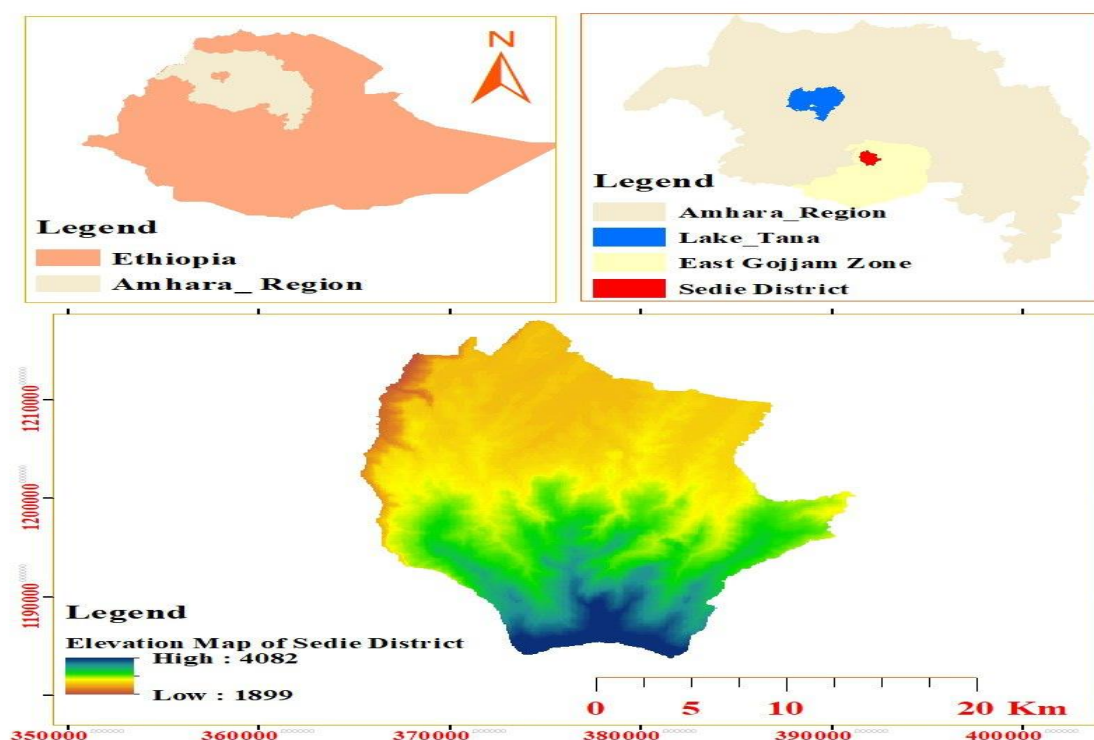 N
Legend
Ethiopia
Amhara_ Region
Legend
Amhara_Region
Lake_Tana
East Gojjam Zone
Sedie District
1210000
1200000
1190000
Legend
Elevation Map of Sedie District
High : 4082
Low : 1899
0 5 10 20 Km
350000 360000 370000 380000 390000 400000